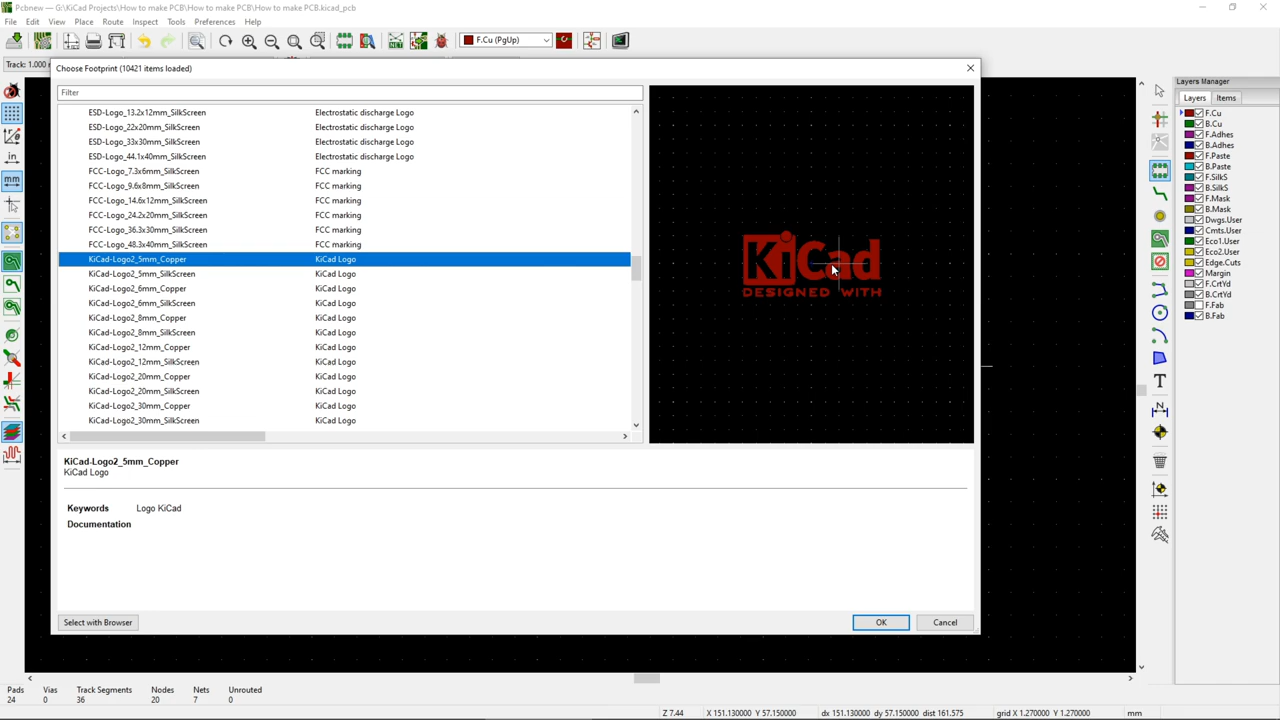 Pcbnew — G:\KiCad Projects\How to make PCB\How to make PCB\How to make PCB.kicad_pcb
File Edit View Place Route Inspect Tools Preferences Help
F.Cu (PgUp)
Track: 1.000
Choose Footprint (10421 items loaded)
Filter
ESD-Logo_13.2x12mm_SilkScreen Electrostatic discharge Logo
ESD-Logo_22x20mm_SilkScreen Electrostatic discharge Logo
ESD-Logo_33x30mm_SilkScreen Electrostatic discharge Logo
ESD-Logo_44.1x40mm_SilkScreen Electrostatic discharge Logo
FCC-Logo_7.3x6mm_SilkScreen FCC marking
FCC-Logo_9.6x8mm_SilkScreen FCC marking
FCC-Logo_14.6x12mm_SilkScreen FCC marking
FCC-Logo_24.2x20mm_SilkScreen FCC marking
FCC-Logo_36.3x30mm_SilkScreen FCC marking
FCC-Logo_48.3x40mm_SilkScreen FCC marking
KiCad-Logo2_5mm_Copper KiCad Logo
KiCad-Logo2_5mm_SilkScreen KiCad Logo
KiCad-Logo2_6mm_Copper KiCad Logo
KiCad-Logo2_6mm_SilkScreen KiCad Logo
KiCad-Logo2_8mm_Copper KiCad Logo
KiCad-Logo2_8mm_SilkScreen KiCad Logo
KiCad-Logo2_12mm_Copper KiCad Logo
KiCad-Logo2_12mm_SilkScreen KiCad Logo
KiCad-Logo2_20mm_Copper KiCad Logo
KiCad-Logo2_20mm_SilkScreen KiCad Logo
KiCad-Logo2_30mm_Copper KiCad Logo
KiCad-Logo2_30mm_SilkScreen KiCad Logo
KiCad
DESIGNED WITH
KiCad-Logo2_5mm_Copper
KiCad Logo
Keywords Logo KiCad
Documentation
Select with Browser
OK
Cancel
in
mm
NET
Layers Manager
Layers Items
F.Cu
B.Cu
F.Adhes
B.Adhes
F.Paste
B.Paste
F.SilkS
B.SilkS
F.Mask
B.Mask
Dwgs.User
Cmts.User
Eco1.User
Eco2.User
Edge.Cuts
Margin
F.CrtYd
B.CrtYd
F.Fab
B.Fab
Pads Vias Track Segments Nodes Nets Unrouted
24 0 36 20 7 0
Z 7.44 X 151.130000 Y 57.150000 dx 151.130000 dy 57.150000 dist 161.575 grid X 1.270000 Y 1.270000 mm